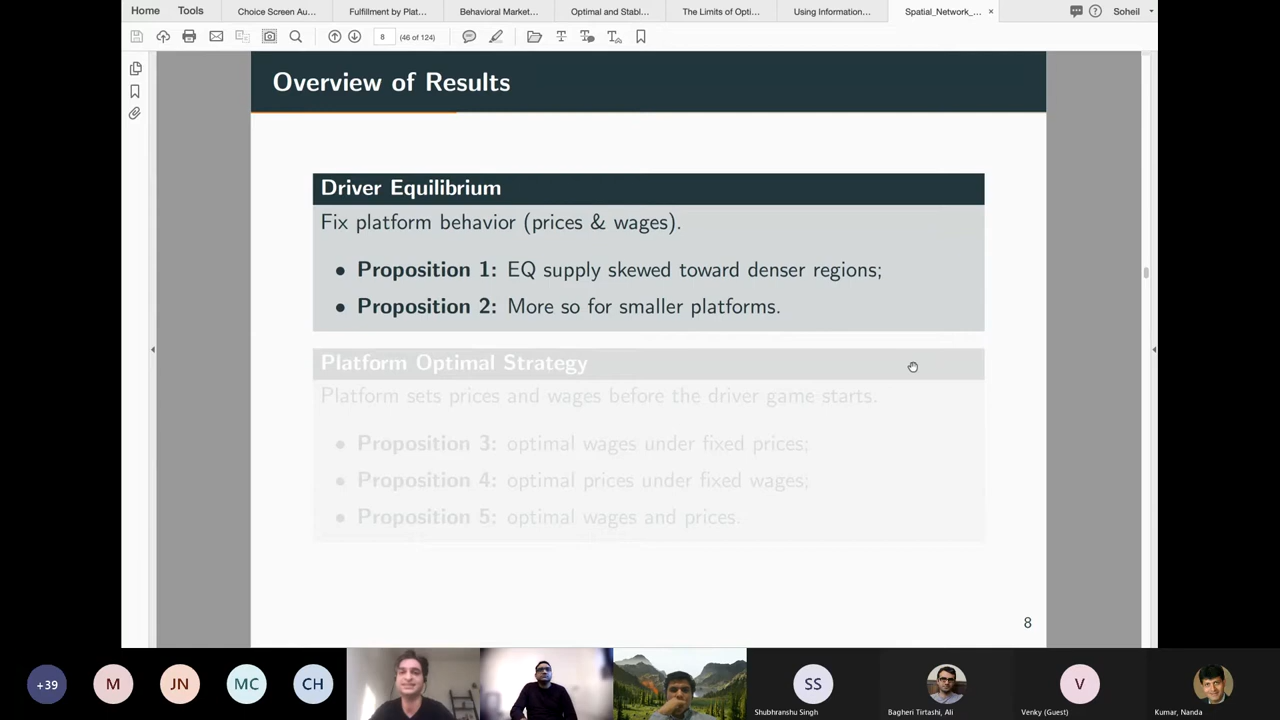 Home
Tools
Choice Screen Au...
Fulfillment by Plat...
Behavioral Market...
Optimal and Stabl...
The Limits of Opti...
Using Information...
Spatial_Network_... ×
Soheil
8 (46 of 124)
Overview of Results
Driver Equilibrium
Fix platform behavior (prices & wages).
• Proposition 1: EQ supply skewed toward denser regions;
• Proposition 2: More so for smaller platforms.
Platform Optimal Strategy
Platform sets prices and wages before the driver game starts.
• Proposition 3: optimal wages under fixed prices;
• Proposition 4: optimal prices under fixed wages;
• Proposition 5: optimal wages and prices.
8
+39
M
JN
MC
CH
SS
V
Shubhranshu Singh
Bagheri Tirtashi, Ali
Venky (Guest)
Kumar, Nanda